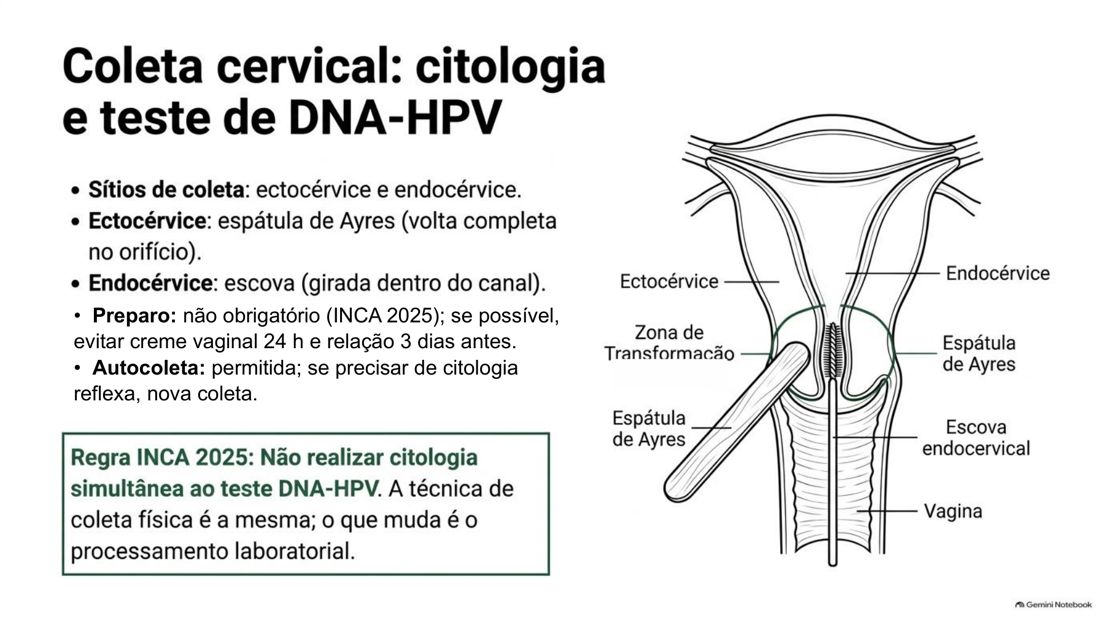 Coleta cervical: citologia
e teste de DNA-HPV
• Sítios de coleta: ectocérvice e endocérvice.
• Ectocérvice: espátula de Ayres (volta completa
no orifício).
• Endocérvice: escova (girada dentro do canal).
• Preparo: não obrigatório (INCA 2025); se possível,
evitar creme vaginal 24 h e relação 3 dias antes.
• Autocoleta: permitida; se precisar de citologia
reflexa, nova coleta.
Regra INCA 2025: Não realizar citologia
simultânea ao teste DNA-HPV. A técnica de
coleta física é a mesma; o que muda é o
processamento laboratorial.
Ectocérvice
Endocérvice
Zona de
Transformação
Espátula
de Ayres
Espátula
de Ayres
Escova
endocervical
Vagina
Gemini Notebook